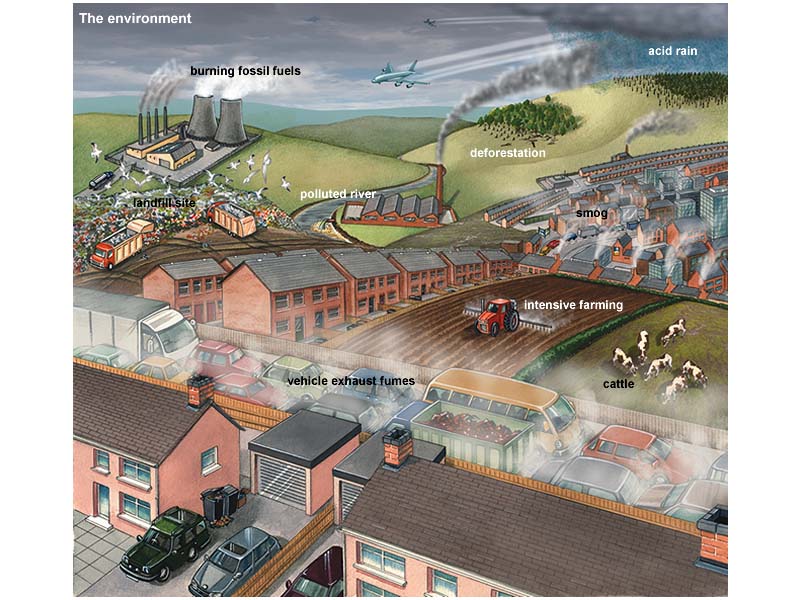 The environment
acid rain
burning fossil fuels
deforestation
polluted river
landfill site
smog
intensive farming
vehicle exhaust fumes
cattle